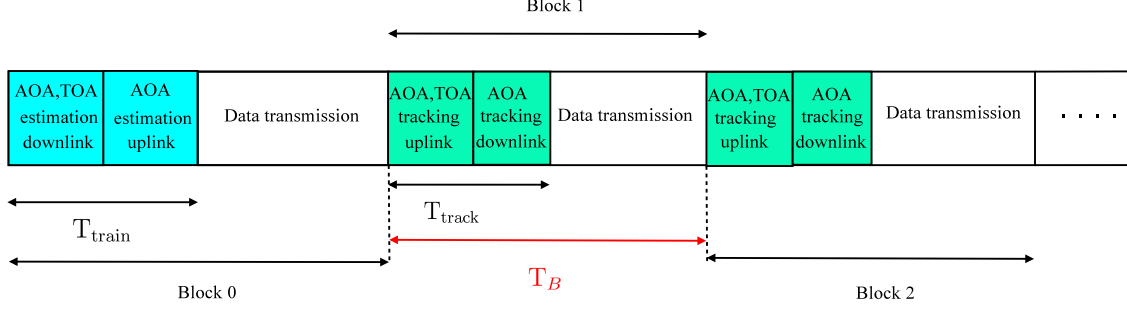 Block 1
AOA,TOA
estimation
downlink
AOA
estimation
uplink
Data transmission
AOA,TOA
tracking
uplink
AOA
tracking
downlink
Data transmission
AOA,TOA
tracking
uplink
AOA
tracking
downlink
Data transmission
. . . .
T_train
T_track
T_B
Block 0
Block 2